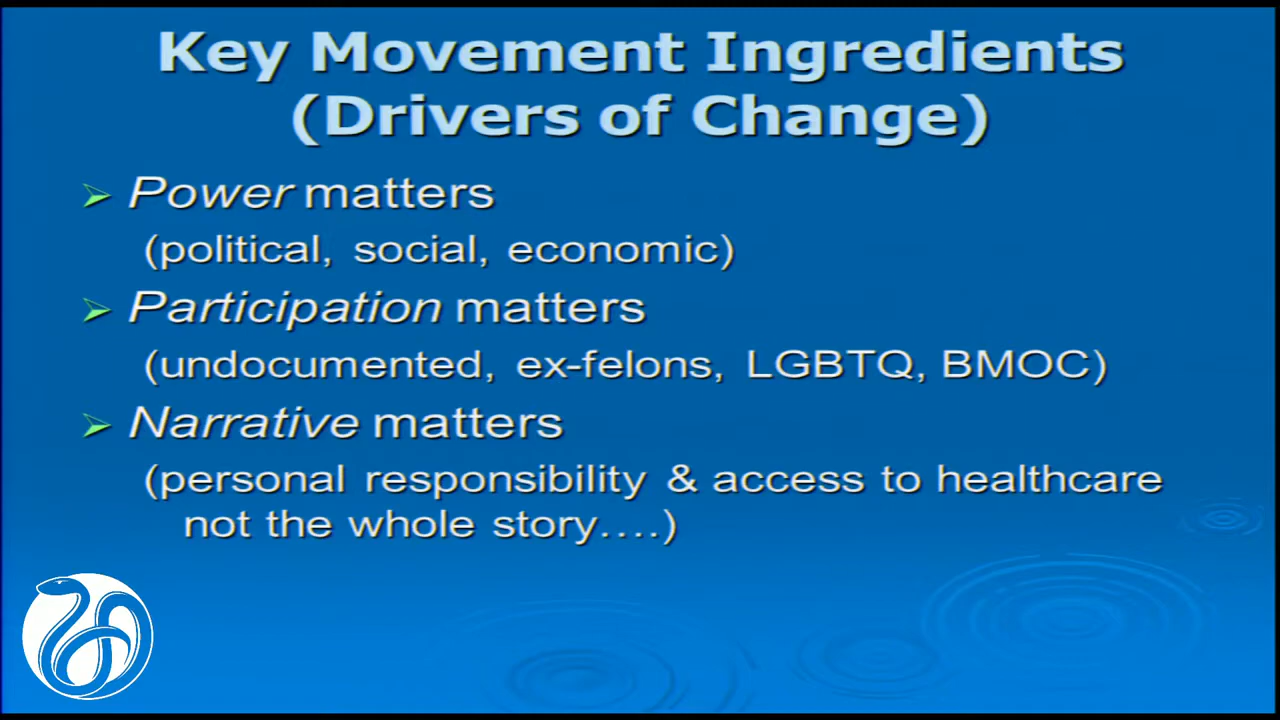 Key Movement Ingredients
(Drivers of Change)
Power matters
(political, social, economic)
Participation matters
(undocumented, ex-felons, LGBTQ, BMOC)
Narrative matters
(personal responsibility & access to healthcare
not the whole story....)